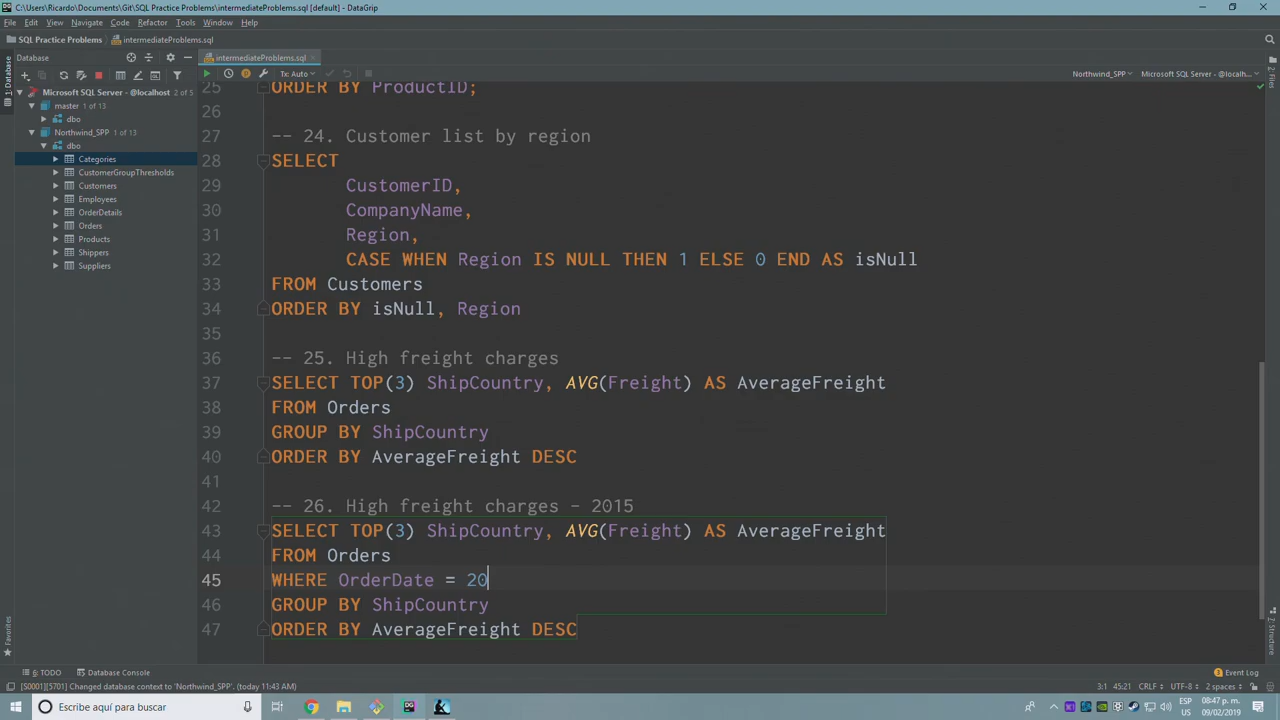 C:\Users\Ricardo\Documents\Git\SQL Practice Problems\intermediateProblems.sql [default] - DataGrip
File Edit View Navigate Code Refactor Tools Window Help
SQL Practice Problems intermediateProblems.sql
Database
intermediateProblems.sql
Tx: Auto
Northwind_SPP
Microsoft SQL Server - @localh...
1: Database
2: Files
Microsoft SQL Server - @localhost 2 of 5
master 1 of 13
dbo
Northwind_SPP 1 of 13
dbo
Categories
CustomerGroupThresholds
Customers
Employees
OrderDetails
Orders
Products
Shippers
Suppliers
25 ORDER BY ProductID;
26
27 -- 24. Customer list by region
28 SELECT
29 CustomerID,
30 CompanyName,
31 Region,
32 CASE WHEN Region IS NULL THEN 1 ELSE 0 END AS isNull
33 FROM Customers
34 ORDER BY isNull, Region
35
36 -- 25. High freight charges
37 SELECT TOP(3) ShipCountry, AVG(Freight) AS AverageFreight
38 FROM Orders
39 GROUP BY ShipCountry
40 ORDER BY AverageFreight DESC
41
42 -- 26. High freight charges - 2015
43 SELECT TOP(3) ShipCountry, AVG(Freight) AS AverageFreight
44 FROM Orders
45 WHERE OrderDate = 20
46 GROUP BY ShipCountry
47 ORDER BY AverageFreight DESC
Favorites
Z: Structure
6: TODO Database Console
Event Log
[S0001][5701] Changed database context to 'Northwind_SPP'. (today 11:43 AM)
3:1 45:21 CRLF UTF-8 2 spaces
Escribe aquí para buscar
ESP
US
08:47 p. m.
09/02/2019